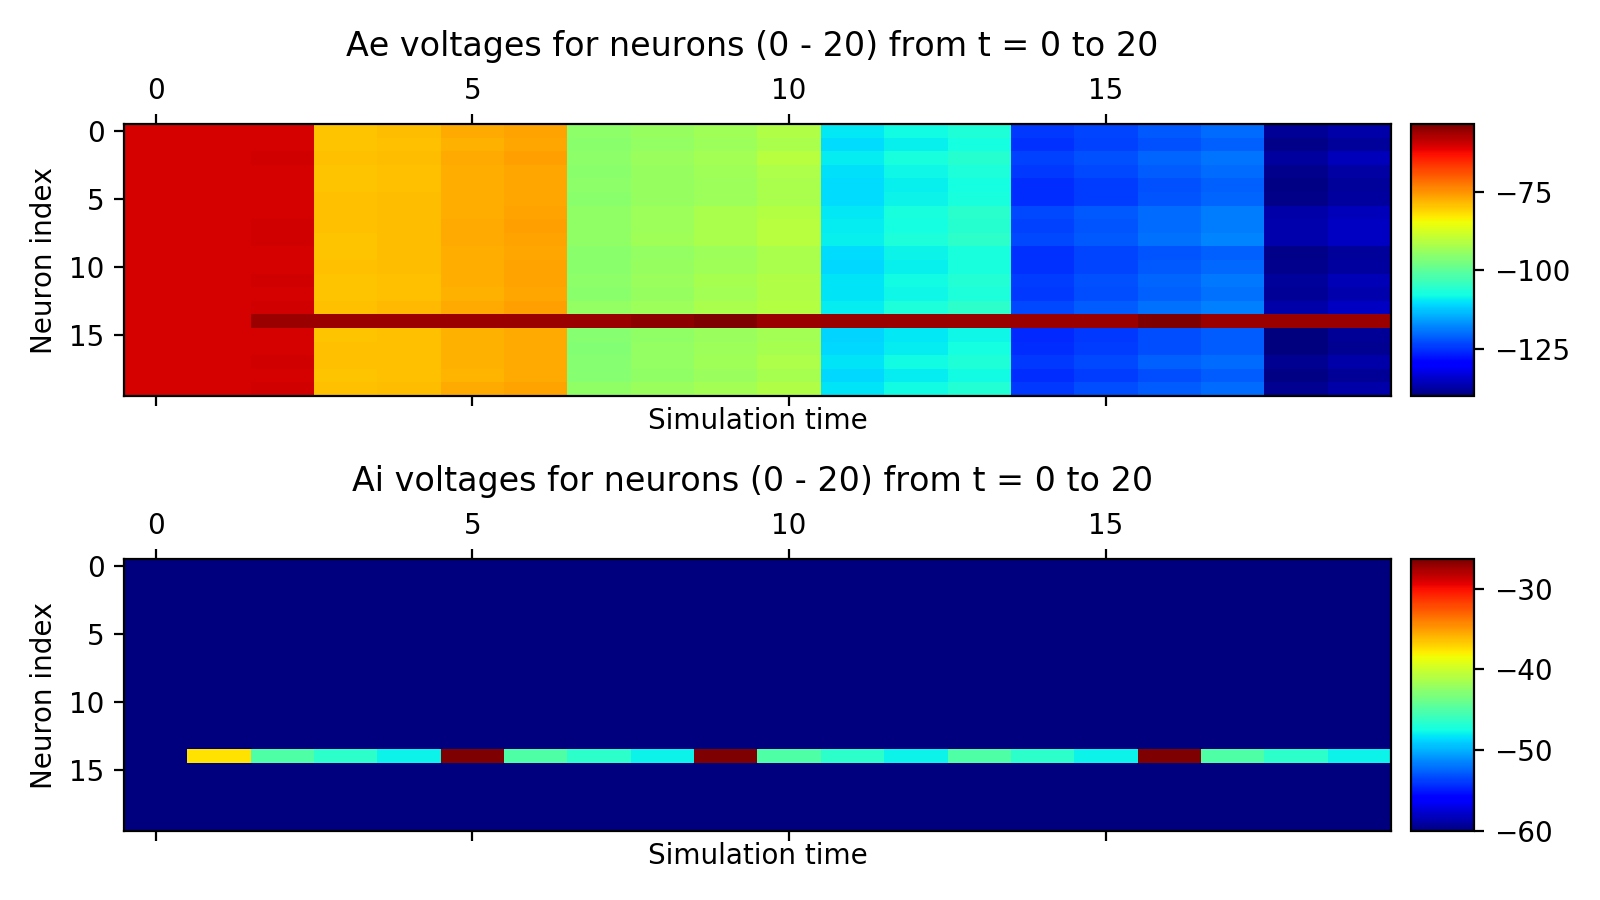 Ae voltages for neurons (0 - 20) from t = 0 to 20
0 5 10 15
Neuron index
0
5
10
15
−75
−100
−125
Simulation time
Ai voltages for neurons (0 - 20) from t = 0 to 20
0 5 10 15
Neuron index
0
5
10
15
−30
−40
−50
−60
Simulation time